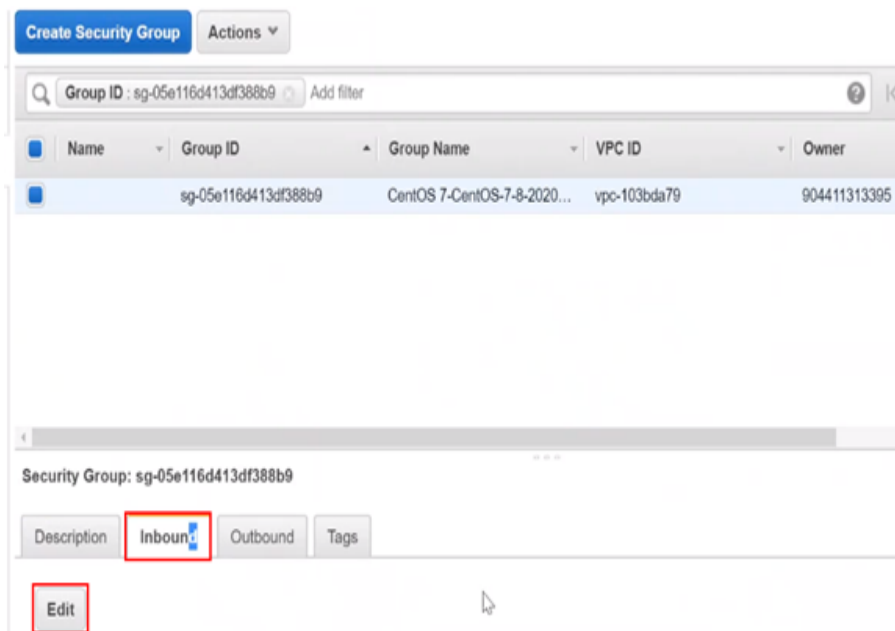 Create Security Group Actions
Group ID : sg-05e116d413df388b9 Add filter
Name Group ID Group Name VPC ID Owner
sg-05e116d413df388b9 CentOS 7-CentOS-7-8-2020... vpc-103bda79 904411313395
Security Group: sg-05e116d413df388b9
Description Inbound Outbound Tags
Edit